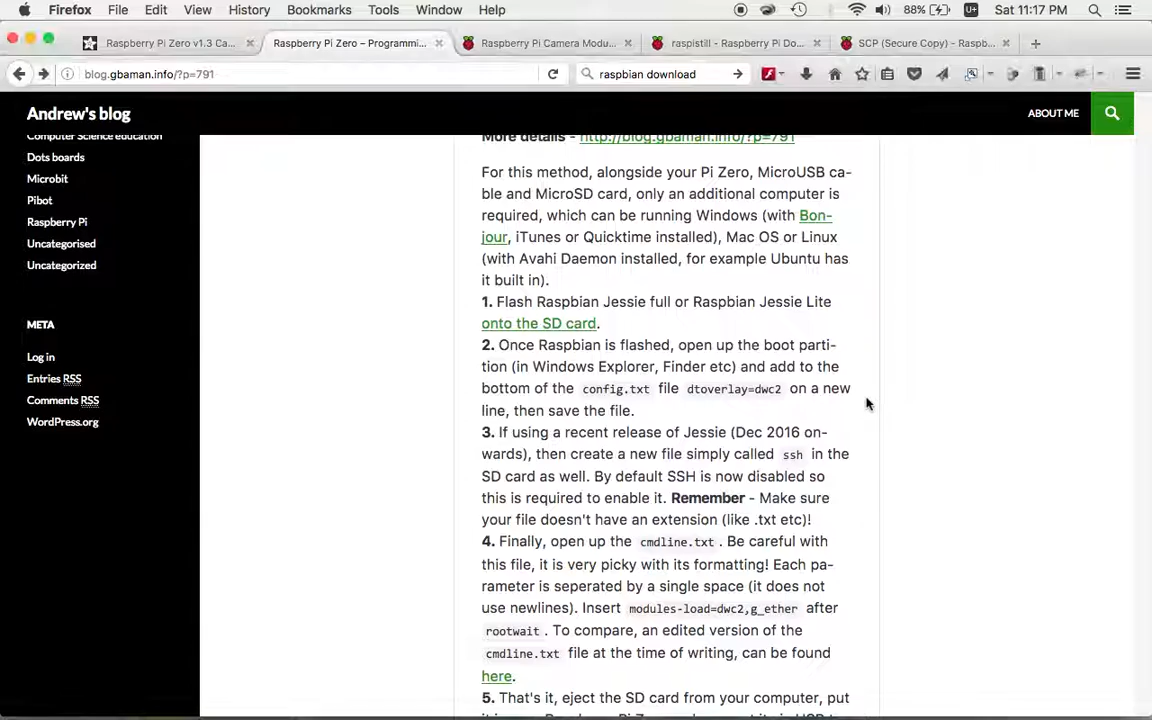 Firefox File Edit View History Bookmarks Tools Window Help 88% U+ Sat 11:17 PM
Raspberry Pi Zero v1.3 Ca... Raspberry Pi Zero – Programmi... Raspberry Pi Camera Modu... raspistill - Raspberry Pi Do... SCP (Secure Copy) - Raspb...
blog.gbaman.info/?p=791 raspbian download
Andrew's blog ABOUT ME
Computer Science education
Dots boards
Microbit
Pibot
Raspberry Pi
Uncategorised
Uncategorized
META
Log in
Entries RSS
Comments RSS
WordPress.org
More details - http://blog.gbaman.info/?p=791
For this method, alongside your Pi Zero, MicroUSB ca-
ble and MicroSD card, only an additional computer is
required, which can be running Windows (with Bon-
jour, iTunes or Quicktime installed), Mac OS or Linux
(with Avahi Daemon installed, for example Ubuntu has
it built in).
1. Flash Raspbian Jessie full or Raspbian Jessie Lite
onto the SD card.
2. Once Raspbian is flashed, open up the boot parti-
tion (in Windows Explorer, Finder etc) and add to the
bottom of the config.txt file dtoverlay=dwc2 on a new
line, then save the file.
3. If using a recent release of Jessie (Dec 2016 on-
wards), then create a new file simply called ssh in the
SD card as well. By default SSH is now disabled so
this is required to enable it. Remember - Make sure
your file doesn't have an extension (like .txt etc)!
4. Finally, open up the cmdline.txt. Be careful with
this file, it is very picky with its formatting! Each pa-
rameter is seperated by a single space (it does not
use newlines). Insert modules-load=dwc2,g_ether after
rootwait. To compare, an edited version of the
cmdline.txt file at the time of writing, can be found
here.
5. That's it, eject the SD card from your computer, put